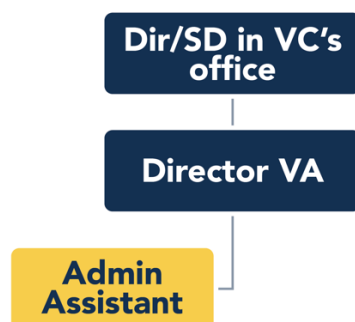 Dir/SD in VC's
office
Director VA
Admin
Assistant